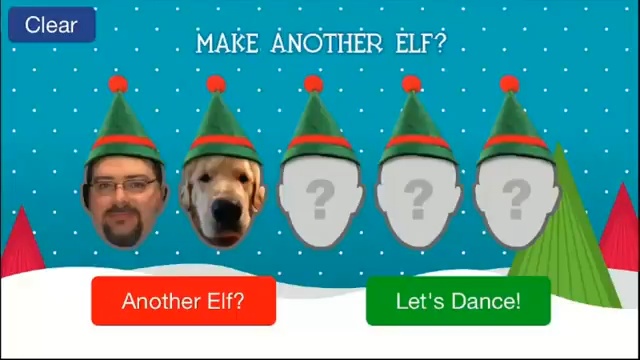 Clear
MAKE ANOTHER ELF?
?
?
?
Another Elf?
Let's Dance!